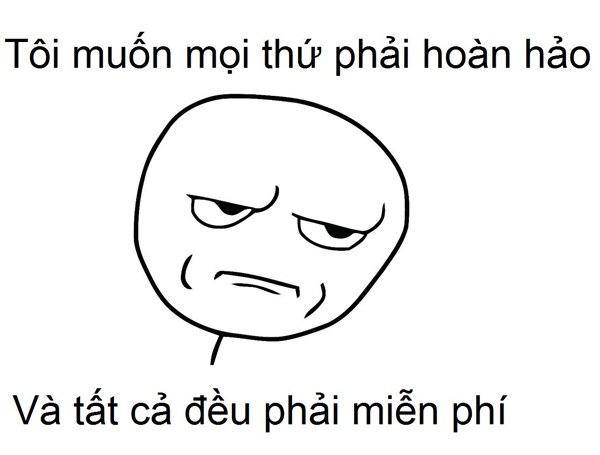 Tôi muốn mọi thứ phải hoàn hảo
Và tất cả đều phải miễn phí